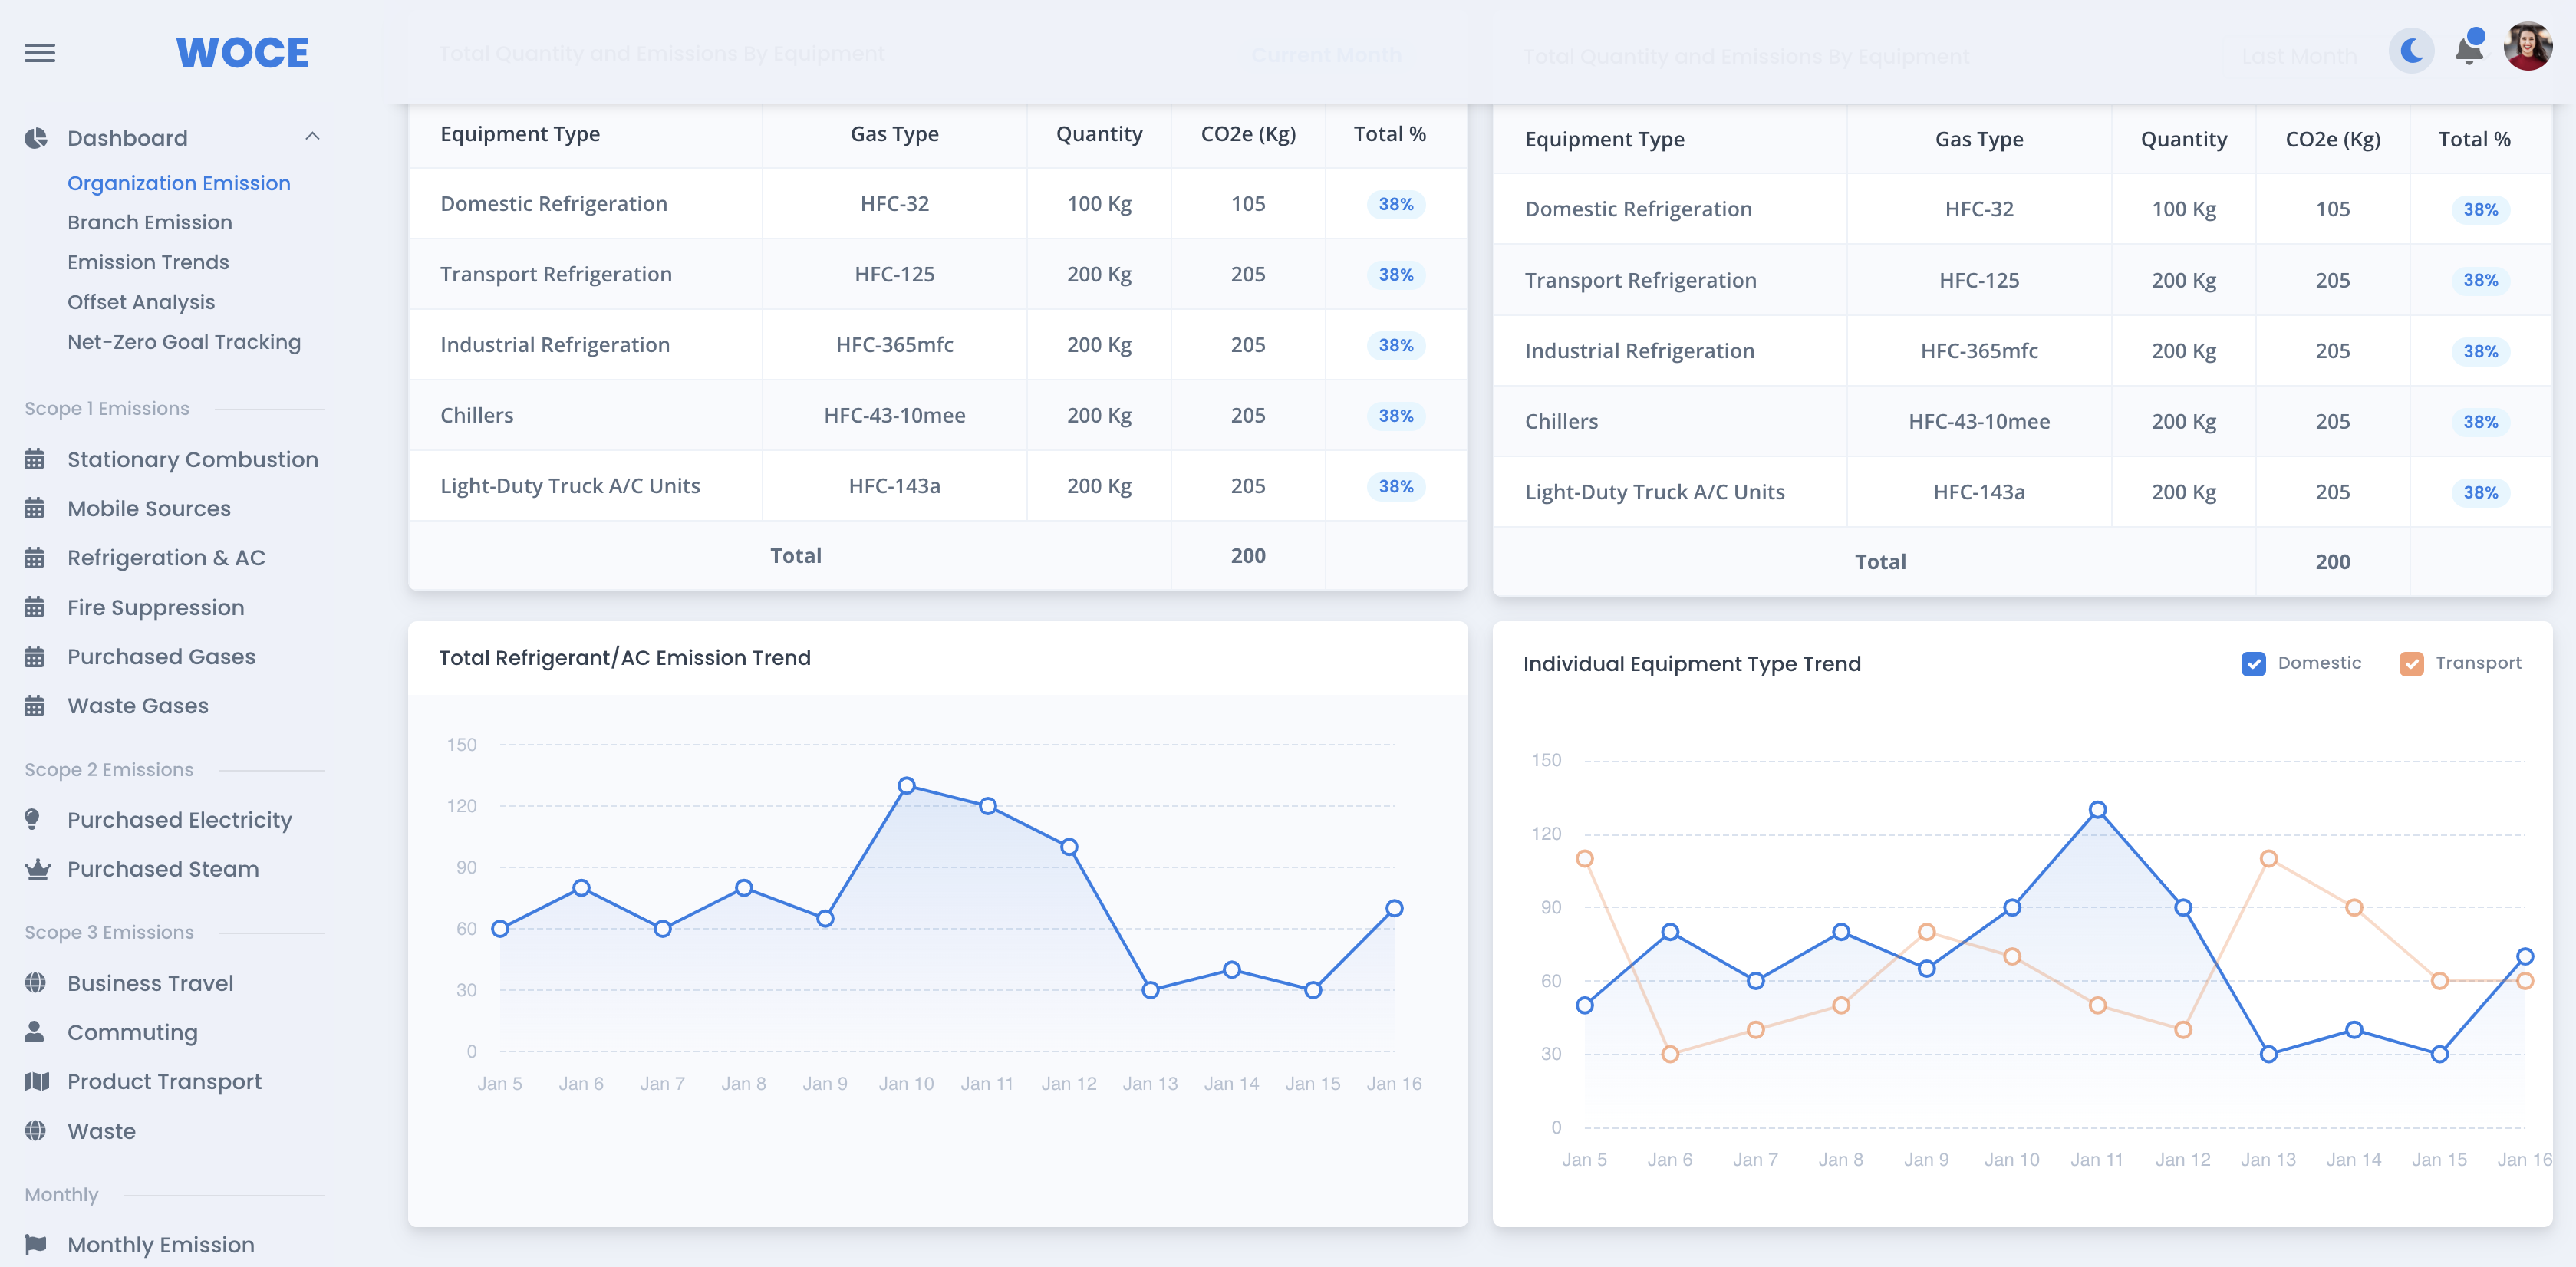 WOCE
Total Quantity and Emissions By Equipment
Current Month
Total Quantity and Emissions By Equipment
Last Month
Dashboard
Organization Emission
Branch Emission
Emission Trends
Offset Analysis
Net-Zero Goal Tracking
Scope 1 Emissions
Stationary Combustion
Mobile Sources
Refrigeration & AC
Fire Suppression
Purchased Gases
Waste Gases
Scope 2 Emissions
Purchased Electricity
Purchased Steam
Scope 3 Emissions
Business Travel
Commuting
Product Transport
Waste
Monthly
Monthly Emission
Equipment Type Gas Type Quantity CO2e (Kg) Total %
Domestic Refrigeration HFC-32 100 Kg 105 38%
Transport Refrigeration HFC-125 200 Kg 205 38%
Industrial Refrigeration HFC-365mfc 200 Kg 205 38%
Chillers HFC-43-10mee 200 Kg 205 38%
Light-Duty Truck A/C Units HFC-143a 200 Kg 205 38%
Total 200
Equipment Type Gas Type Quantity CO2e (Kg) Total %
Domestic Refrigeration HFC-32 100 Kg 105 38%
Transport Refrigeration HFC-125 200 Kg 205 38%
Industrial Refrigeration HFC-365mfc 200 Kg 205 38%
Chillers HFC-43-10mee 200 Kg 205 38%
Light-Duty Truck A/C Units HFC-143a 200 Kg 205 38%
Total 200
Total Refrigerant/AC Emission Trend
150
120
90
60
30
0
Jan 5 Jan 6 Jan 7 Jan 8 Jan 9 Jan 10 Jan 11 Jan 12 Jan 13 Jan 14 Jan 15 Jan 16
Individual Equipment Type Trend
Domestic Transport
150
120
90
60
30
0
Jan 5 Jan 6 Jan 7 Jan 8 Jan 9 Jan 10 Jan 11 Jan 12 Jan 13 Jan 14 Jan 15 Jan 16